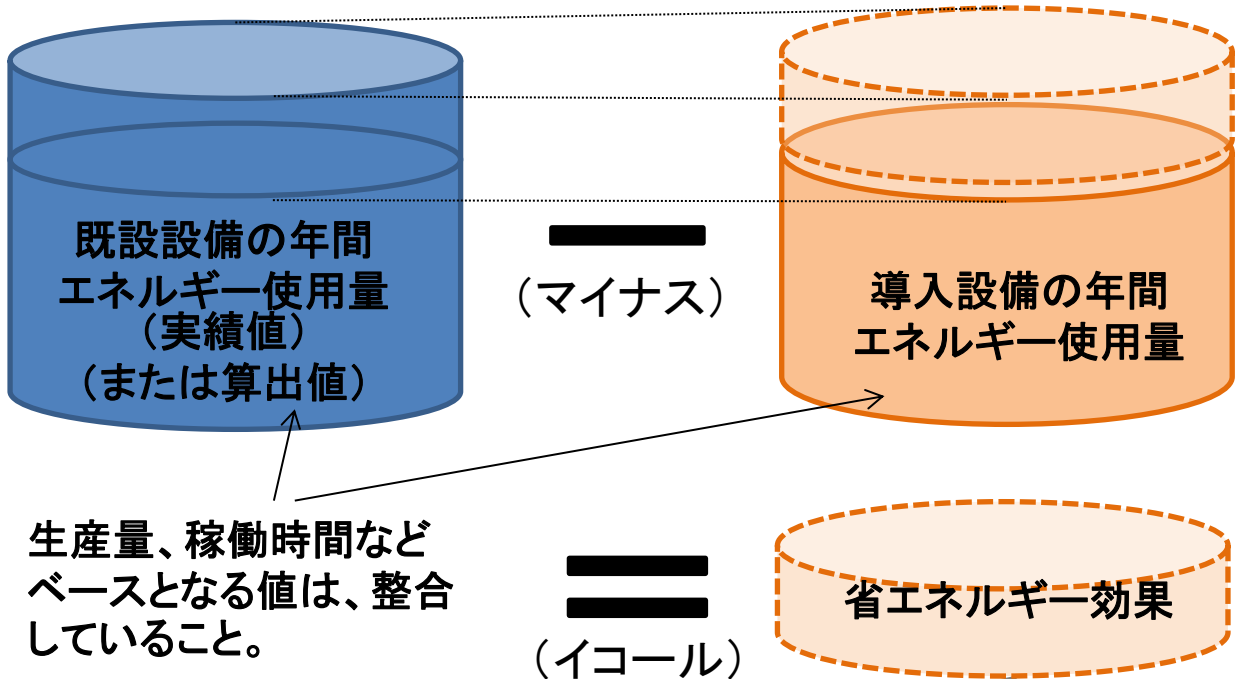 既設設備の年間
エネルギー使用量
（実績値）
（または算出値）
（マイナス）
導入設備の年間
エネルギー使用量
生産量、稼働時間など
ベースとなる値は、整合
していること。
（イコール）
省エネルギー効果